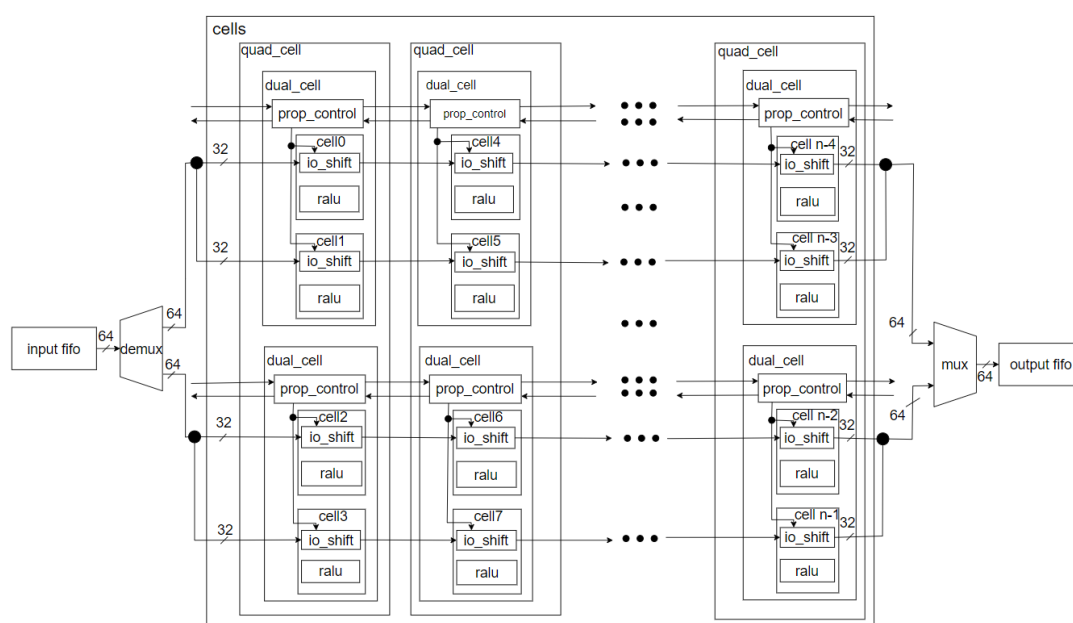 cells
quad_cell
quad_cell
quad_cell
dual_cell
dual_cell
dual_cell
prop_control
prop_control
prop_control
cell0
cell4
cell n-4
32
io_shift
io_shift
io_shift
32
ralu
ralu
ralu
cell1
cell5
cell n-3
32
io_shift
io_shift
io_shift
32
ralu
ralu
ralu
64
64
input fifo
64
demux
64
mux
64
output fifo
64
dual_cell
dual_cell
dual_cell
prop_control
prop_control
prop_control
cell2
cell6
cell n-2
32
io_shift
io_shift
io_shift
32
ralu
ralu
ralu
cell3
cell7
cell n-1
32
io_shift
io_shift
io_shift
32
ralu
ralu
ralu